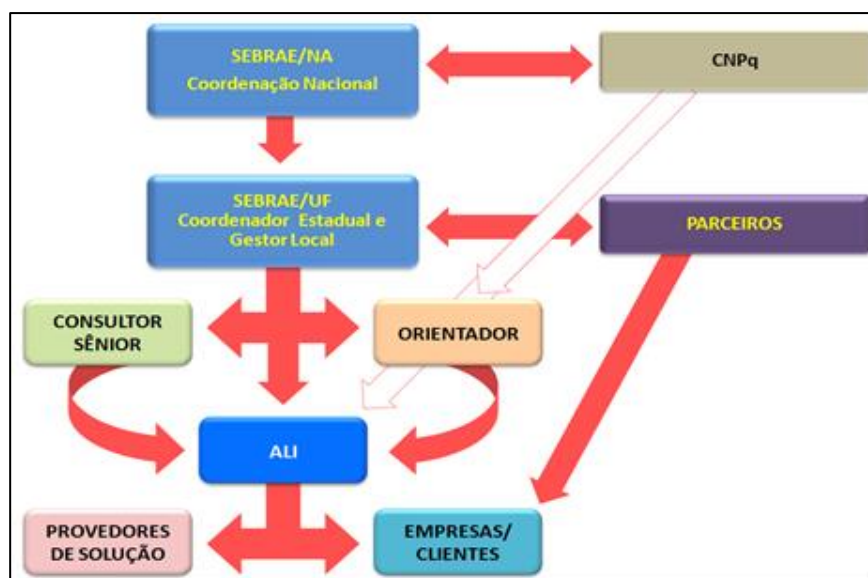 SEBRAE/NA
Coordenação Nacional
CNPq
SEBRAE/UF
Coordenador Estadual e
Gestor Local
PARCEIROS
CONSULTOR
SÊNIOR
ORIENTADOR
ALI
PROVEDORES
DE SOLUÇÃO
EMPRESAS/
CLIENTES